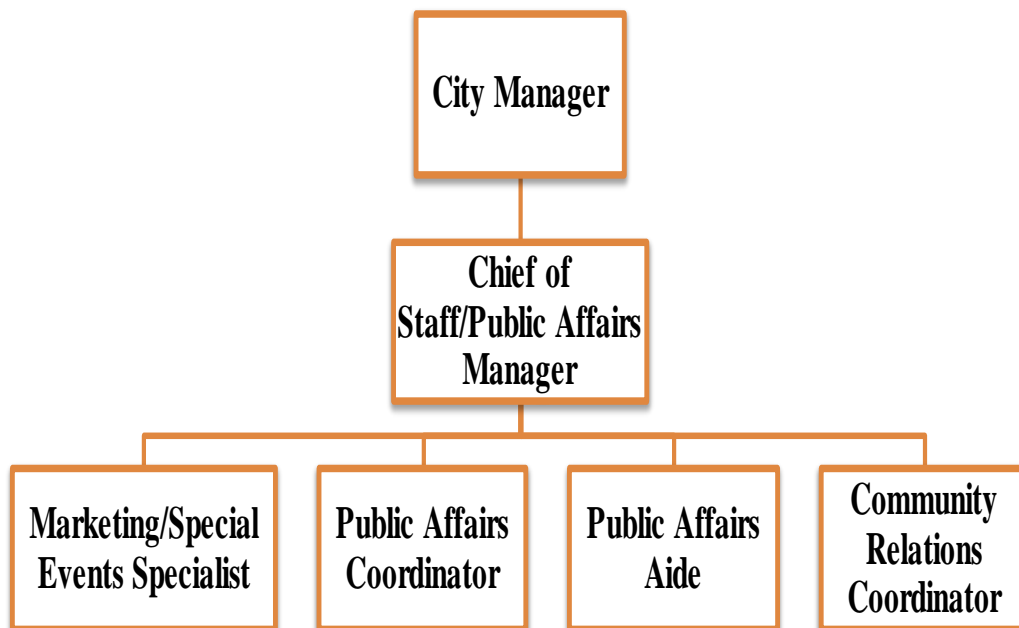 City Manager
Chief of
Staff/Public Affairs
Manager
Marketing/Special
Events Specialist
Public Affairs
Coordinator
Public Affairs
Aide
Community
Relations
Coordinator